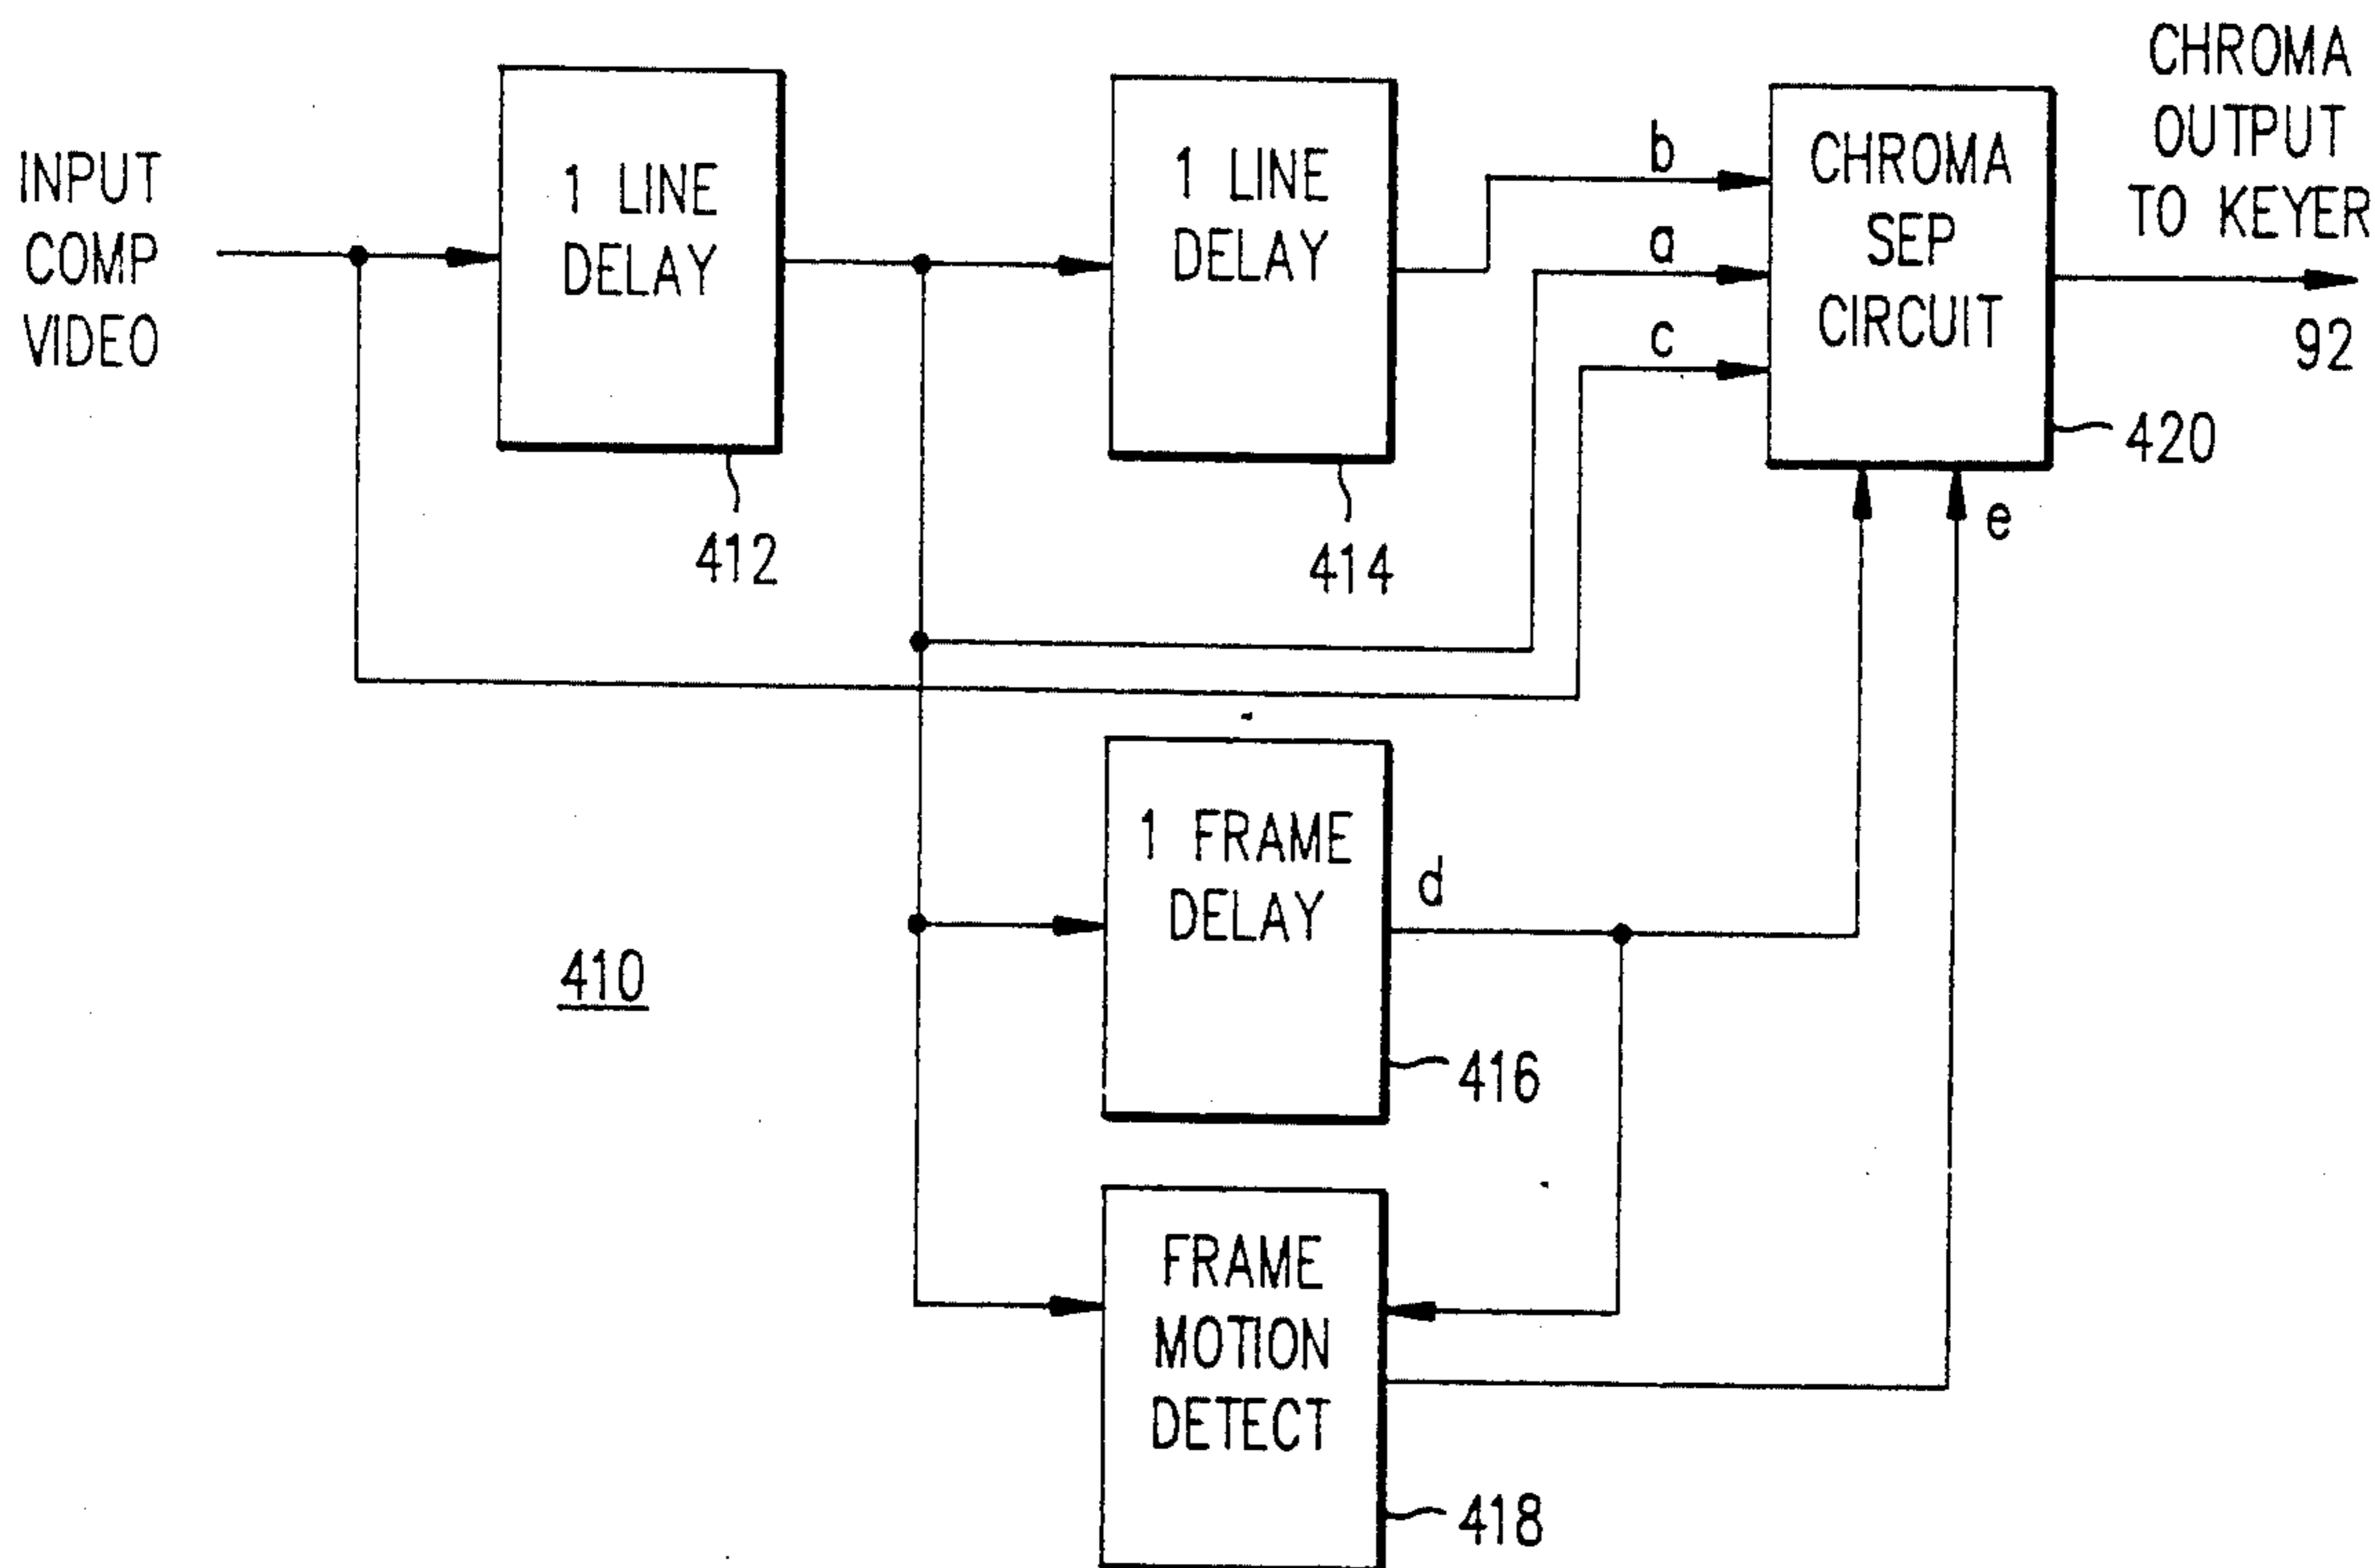 INPUT
COMP
VIDEO
1 LINE
DELAY
412
1 LINE
DELAY
414
b
a
c
CHROMA
SEP
CIRCUIT
420
CHROMA
OUTPUT
TO KEYER
92
e
410
1 FRAME
DELAY
416
d
FRAME
MOTION
DETECT
418